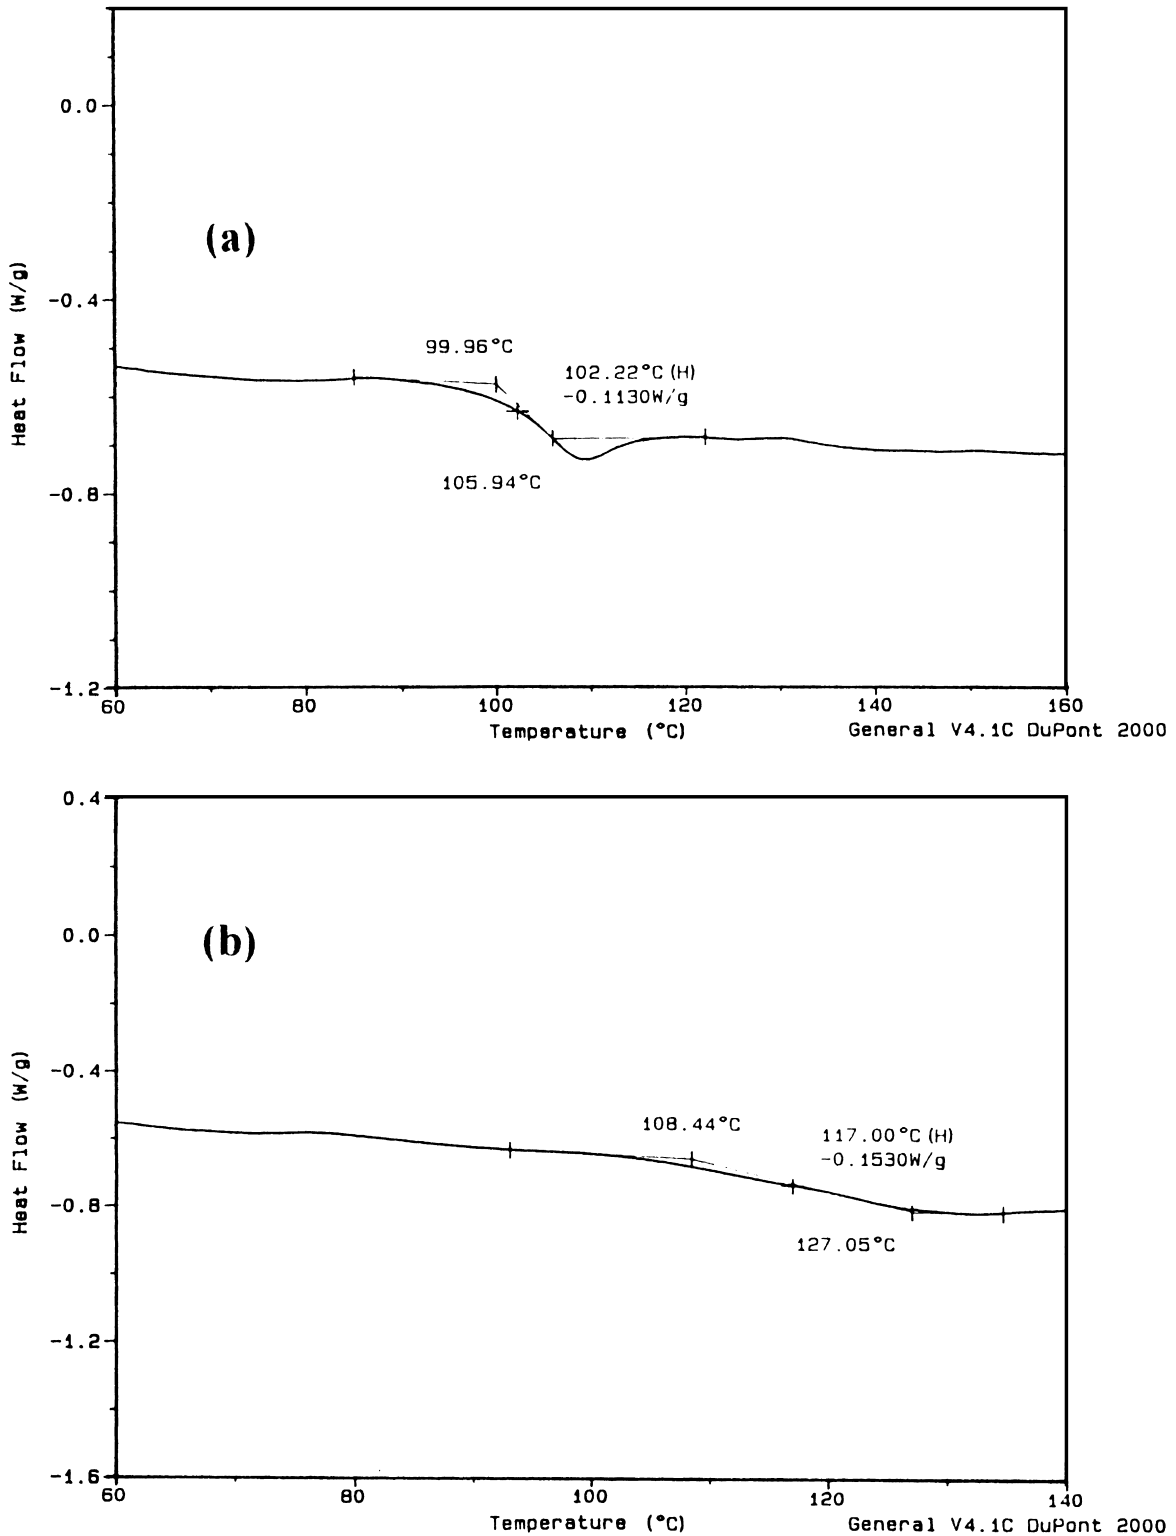 0.0
(a)
-0.4
99.96°C
102.22°C (H)
-0.1130W/g
Heat Flow (W/g)
105.94°C
-0.8
-1.2
60 80 100 120 140 160
Temperature (°C) General V4.1C DuPont 2000
0.4
0.0
(b)
-0.4
108.44°C
117.00°C (H)
-0.1530W/g
Heat Flow (W/g)
-0.8
127.05°C
-1.2
-1.6
60 80 100 120 140
Temperature (°C) General V4.1C DuPont 2000